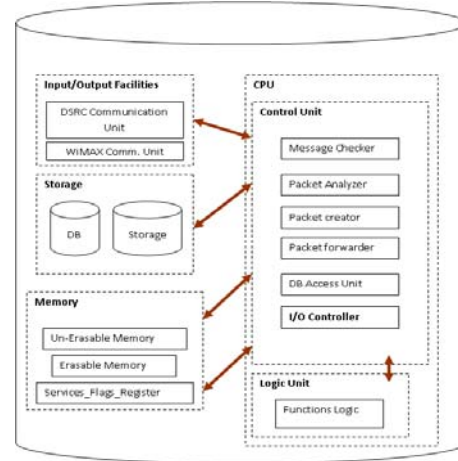 Input/Output Facilities
DSRC Communication
Unit
WiMAX Comm. Unit
Storage
DB
Storage
Memory
Un-Erasable Memory
Erasable Memory
Services_Flags_Register
CPU
Control Unit
Message Checker
Packet Analyzer
Packet creator
Packet forwarder
DB Access Unit
I/O Controller
Logic Unit
Functions Logic